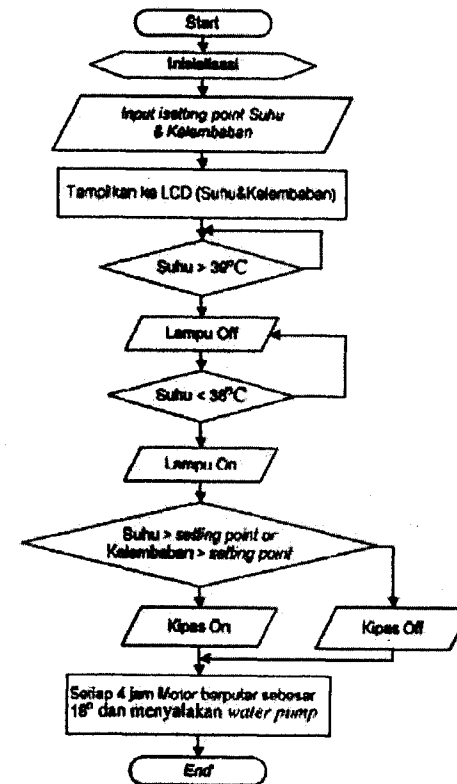 Start
Inisialisasi
Input setting point Suhu
& Kelembaban
Tampilkan ke LCD (Suhu&Kelembaban)
Suhu > 39°C
Lampu Off
Suhu < 38°C
Lampu On
Suhu > setting point or
Kelembaban > setting point
Kipas On
Kipas Off
Setiap 4 jam Motor berputar sebesar
18° dan menyalakan water pump
End